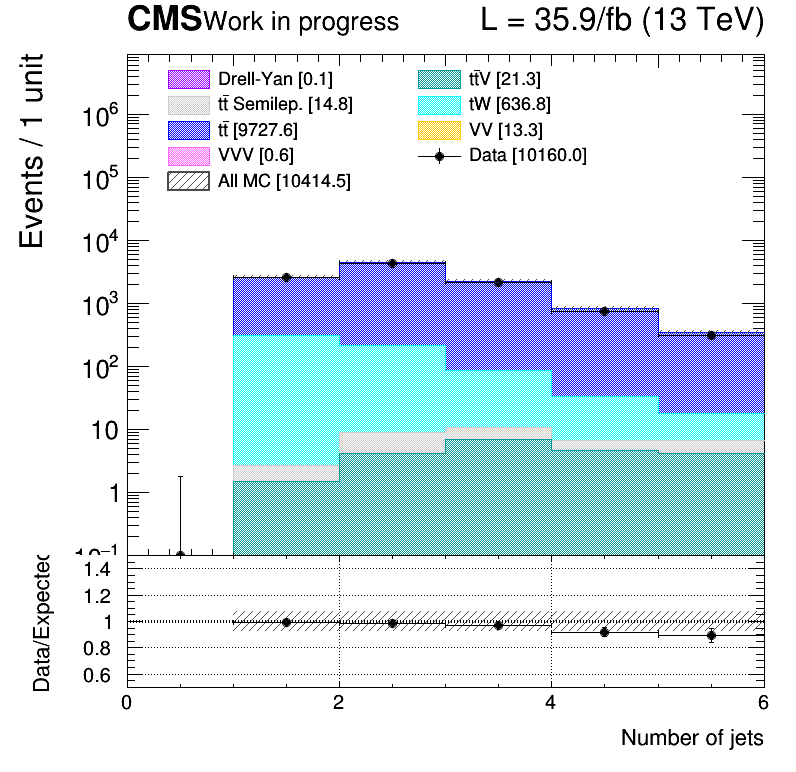 CMS Work in progress L = 35.9/fb (13 TeV)
Events / 1 unit
Drell-Yan [0.1]
tt̄ Semilep. [14.8]
tt̄ [9727.6]
VVV [0.6]
All MC [10414.5]
tt̄V [21.3]
tW [636.8]
VV [13.3]
Data [10160.0]
10⁶
10⁵
10⁴
10³
10²
10
1
10⁻¹
Data/Expected
1.4
1.2
1
0.8
0.6
0 2 4 6
Number of jets